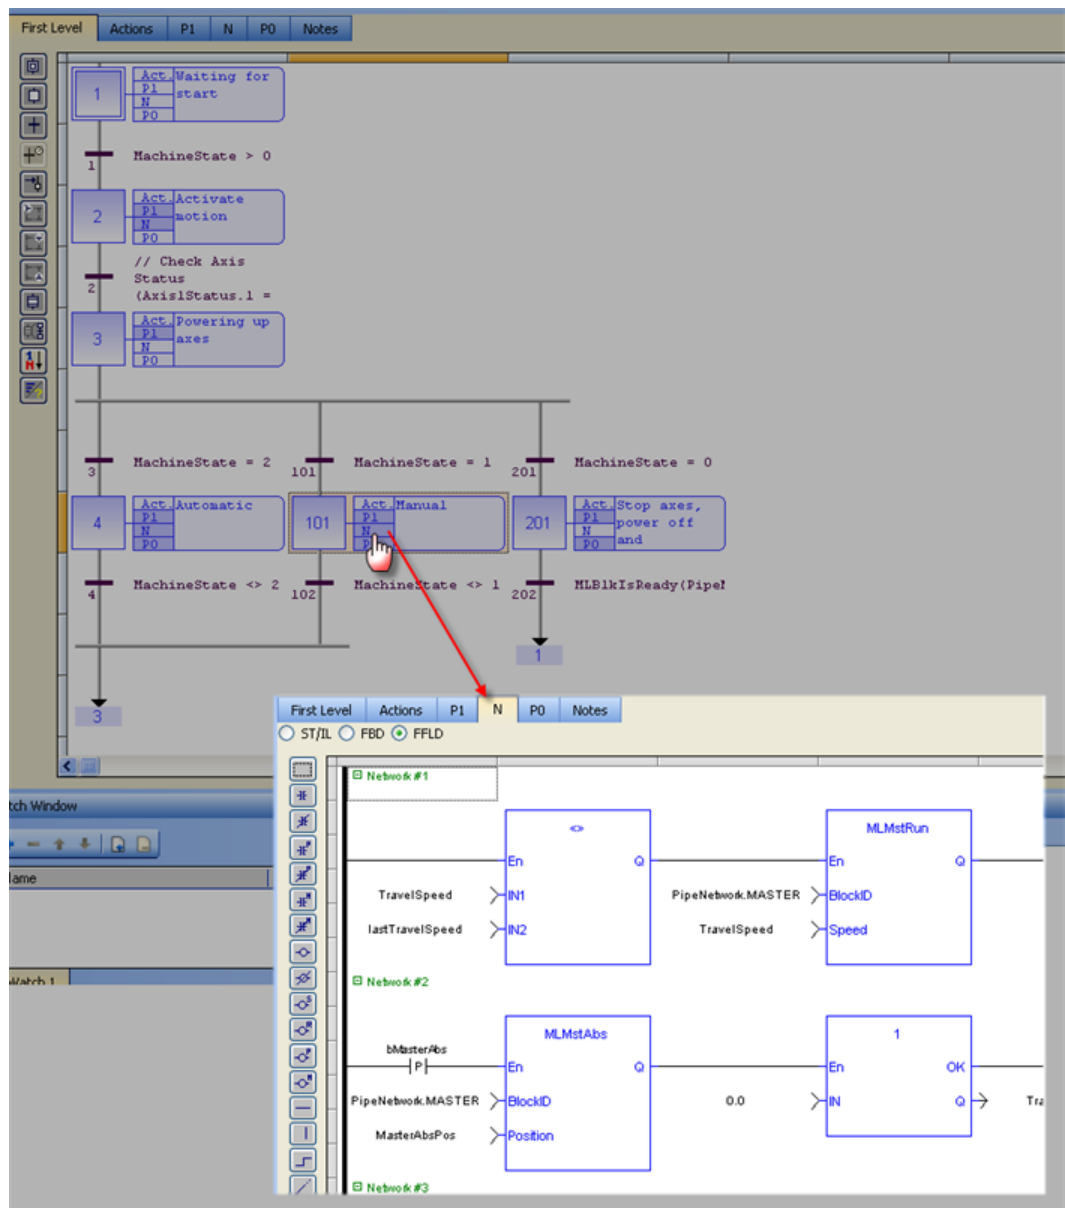 First Level Actions P1 N P0 Notes
1 Act. Waiting for
P1 start
N
P0
1 MachineState > 0
2 Act. Activate
P1 motion
N
P0
// Check Axis
Status
2 (Axis1Status.1 =
3 Act. Powering up
P1 axes
N
P0
3 MachineState = 2 101 MachineState = 1 201 MachineState = 0
4 Act. Automatic 101 Act. Manual 201 Act. Stop axes,
P1 P1 P1 power off
N N N and
P0 P0
4 MachineState <> 2 102 MachineState <> 1 202 MLBlkIsReady(PipeN
1
3
First Level Actions P1 N P0 Notes
ST/IL FBD FFLD
Network #1
<> MLMstRun
En Q En Q
TravelSpeed IN1 PipeNetwork.MASTER BlockID
lastTravelSpeed IN2 TravelSpeed Speed
Network #2
MLMstAbs 1
bMasterAbs
P En Q En OK
PipeNetwork.MASTER BlockID 0.0 IN Q Tra
MasterAbsPos Position
Network #3
tch Window
lame
Watch 1